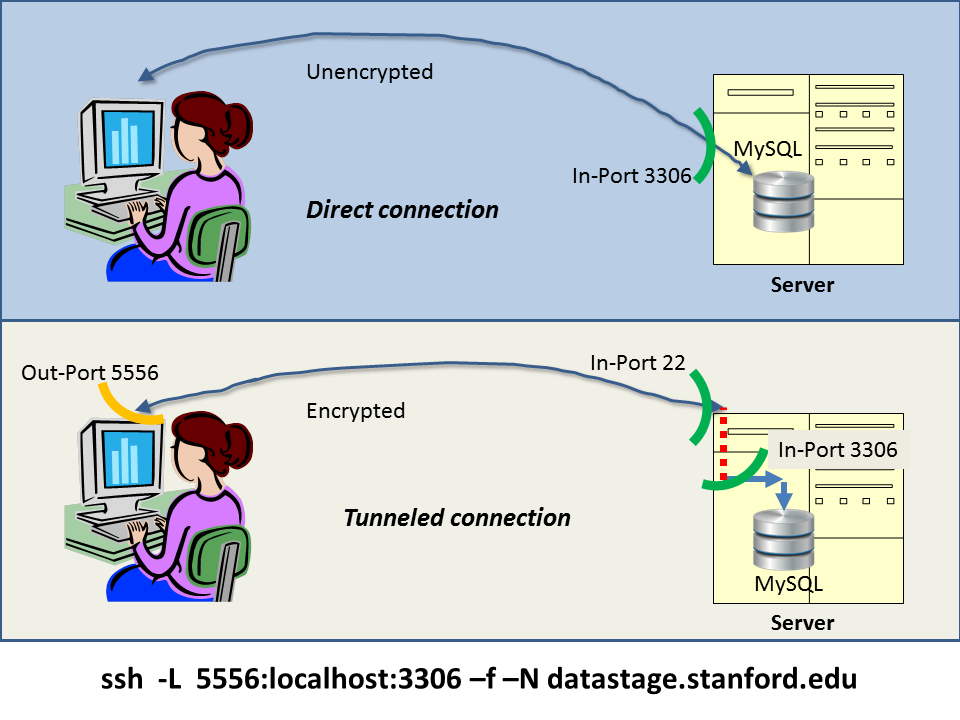 Unencrypted
MySQL
In-Port 3306
Direct connection
Server
In-Port 22
Out-Port 5556
Encrypted
In-Port 3306
Tunneled connection
MySQL
Server
ssh -L 5556:localhost:3306 –f –N datastage.stanford.edu